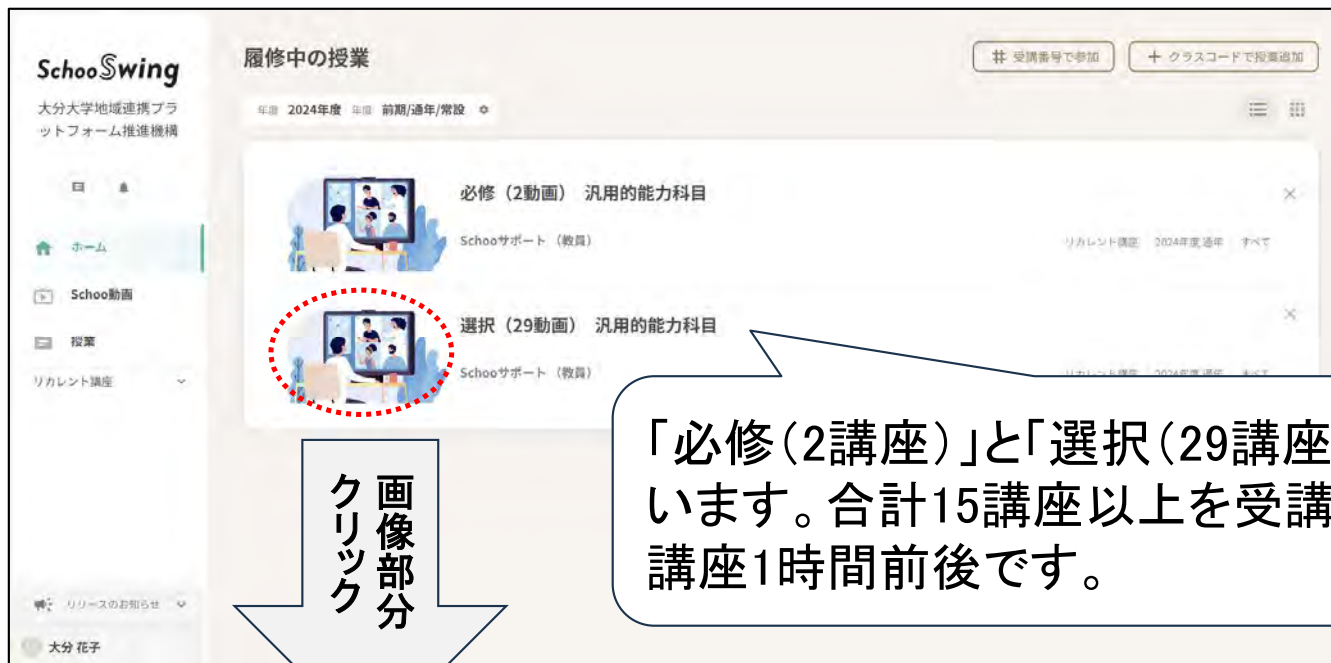 SchooSwing
大分大学地域連携プラ
ットフォーム推進機構
ホーム
Schoo動画
授業
リカレント講座
リリースのお知らせ
大分 花子
履修中の授業
受講番号で参加
クラスコードで授業追加
年度 2024年度 年度 前期/通年/常設
必修（2動画） 汎用的能力科目
Schooサポート（教員）
リカレント講座 2024年度通年 すべて
選択（29動画） 汎用的能力科目
Schooサポート（教員）
「必修（2講座）」と「選択（29講座
います。合計15講座以上を受講
講座1時間前後です。
画像部分
クリック